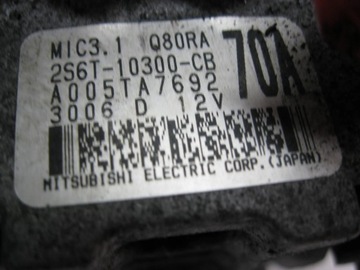 MIC3.1 Q80RA 70A
2S6T-10300-CB
A005TA7692
3006 D 12V
MITSUBISHI ELECTRIC CORP.(JAPAN)